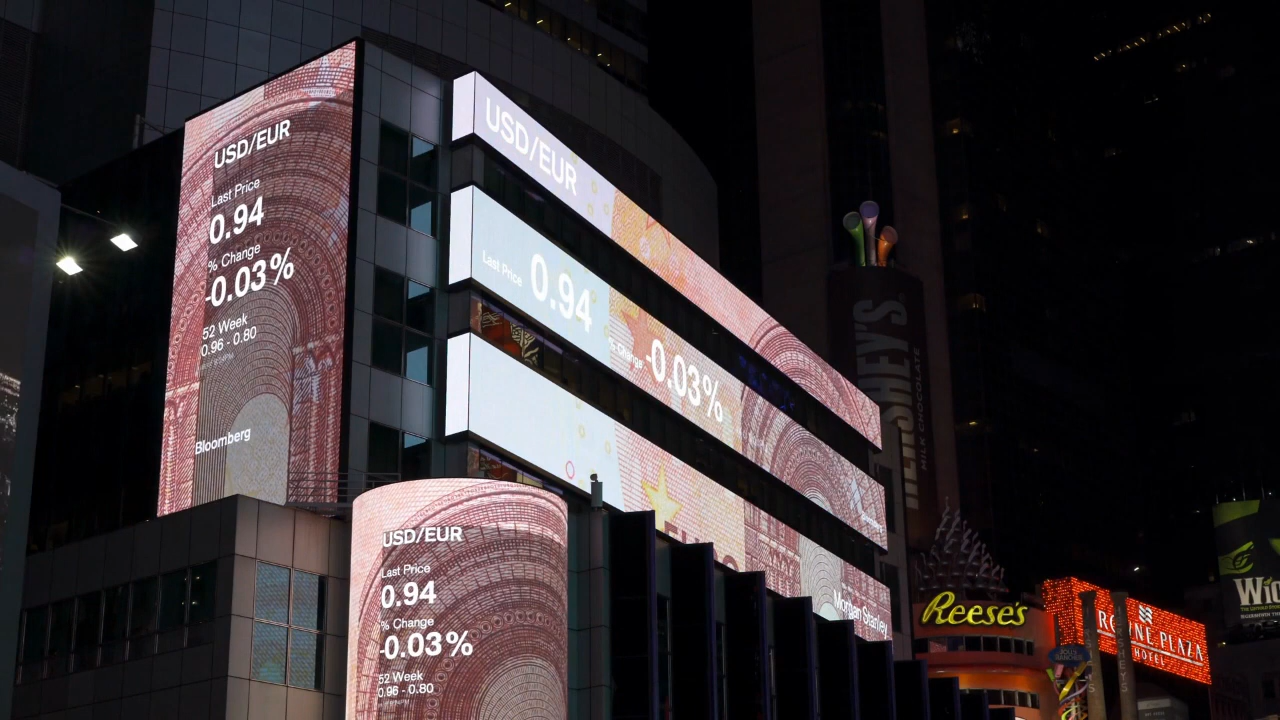 USD/EUR
Last Price
0.94
% Change
-0.03%
52 Week
0.96 - 0.80
Bloomberg
USD/EUR
Last Price 0.94
% Change -0.03%
Morgan Stanley
USD/EUR
Last Price
0.94
% Change
-0.03%
52 Week
0.96 - 0.80
HERSHEY'S
MILK CHOCOLATE
Reese's
PLAZA
HOTEL
HERSHEY'S